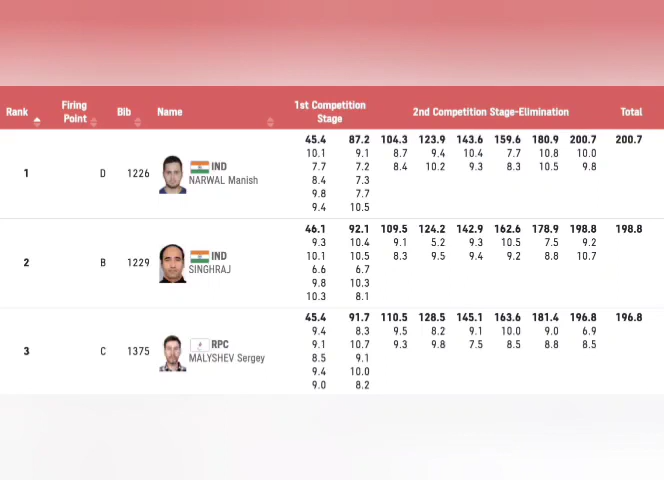 Rank Firing Point Bib Name 1st Competition Stage 2nd Competition Stage-Elimination Total
45.4 87.2 104.3 123.9 143.6 159.6 180.9 200.7 200.7
10.1 9.1 8.7 9.4 10.4 7.7 10.8 10.0
1 D 1226 IND NARWAL Manish 7.7 7.2 8.4 10.2 9.3 8.3 10.5 9.8
8.4 7.3
9.8 7.7
9.4 10.5
46.1 92.1 109.5 124.2 142.9 162.6 178.9 198.8 198.8
9.3 10.4 9.1 5.2 9.3 10.5 7.5 9.2
2 B 1229 IND SINGHRAJ 10.1 10.5 8.3 9.5 9.4 9.2 8.8 10.7
6.6 6.7
9.8 10.3
10.3 8.1
45.4 91.7 110.5 128.5 145.1 163.6 181.4 196.8 196.8
9.4 8.3 9.5 8.2 9.1 10.0 9.0 6.9
3 C 1375 RPC MALYSHEV Sergey 9.1 10.7 9.3 9.8 7.5 8.5 8.8 8.5
8.5 9.1
9.4 10.0
9.0 8.2